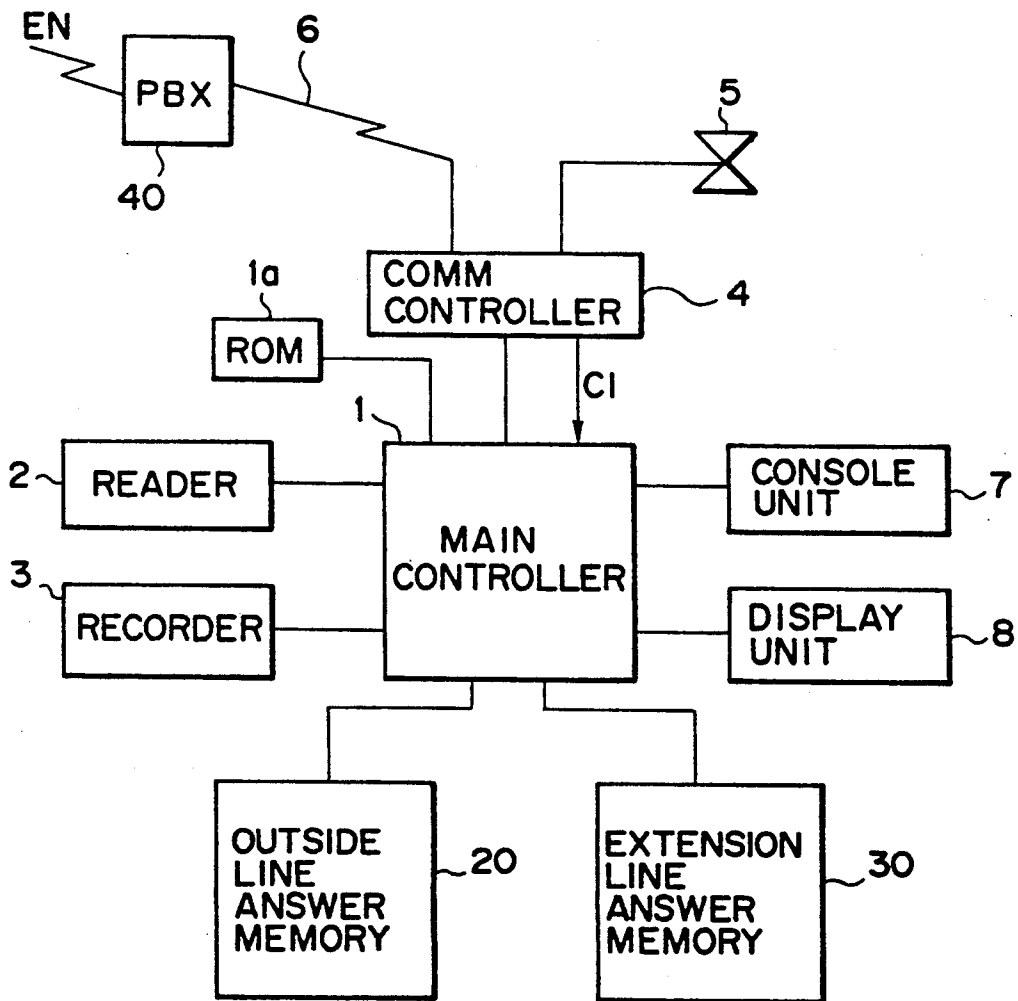 EN
6
PBX
5
40
COMM
CONTROLLER
4
1a
ROM
CI
1
2
READER
CONSOLE
UNIT
7
MAIN
CONTROLLER
3
RECORDER
DISPLAY
UNIT
8
OUTSIDE
LINE
ANSWER
MEMORY
20
EXTENSION
LINE
ANSWER
MEMORY
30